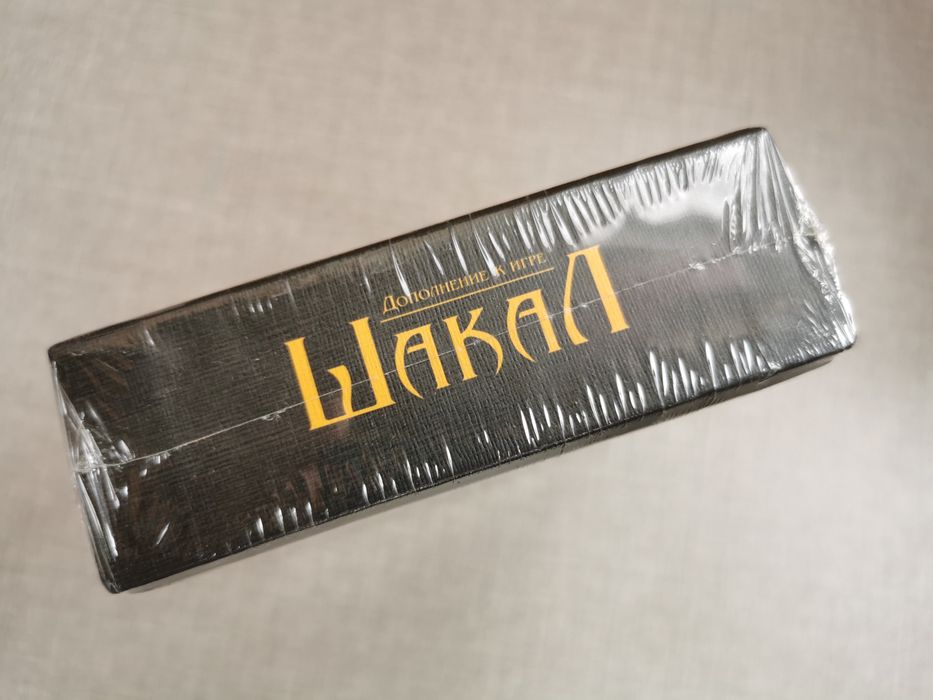 Дополнение к игре
Шакал